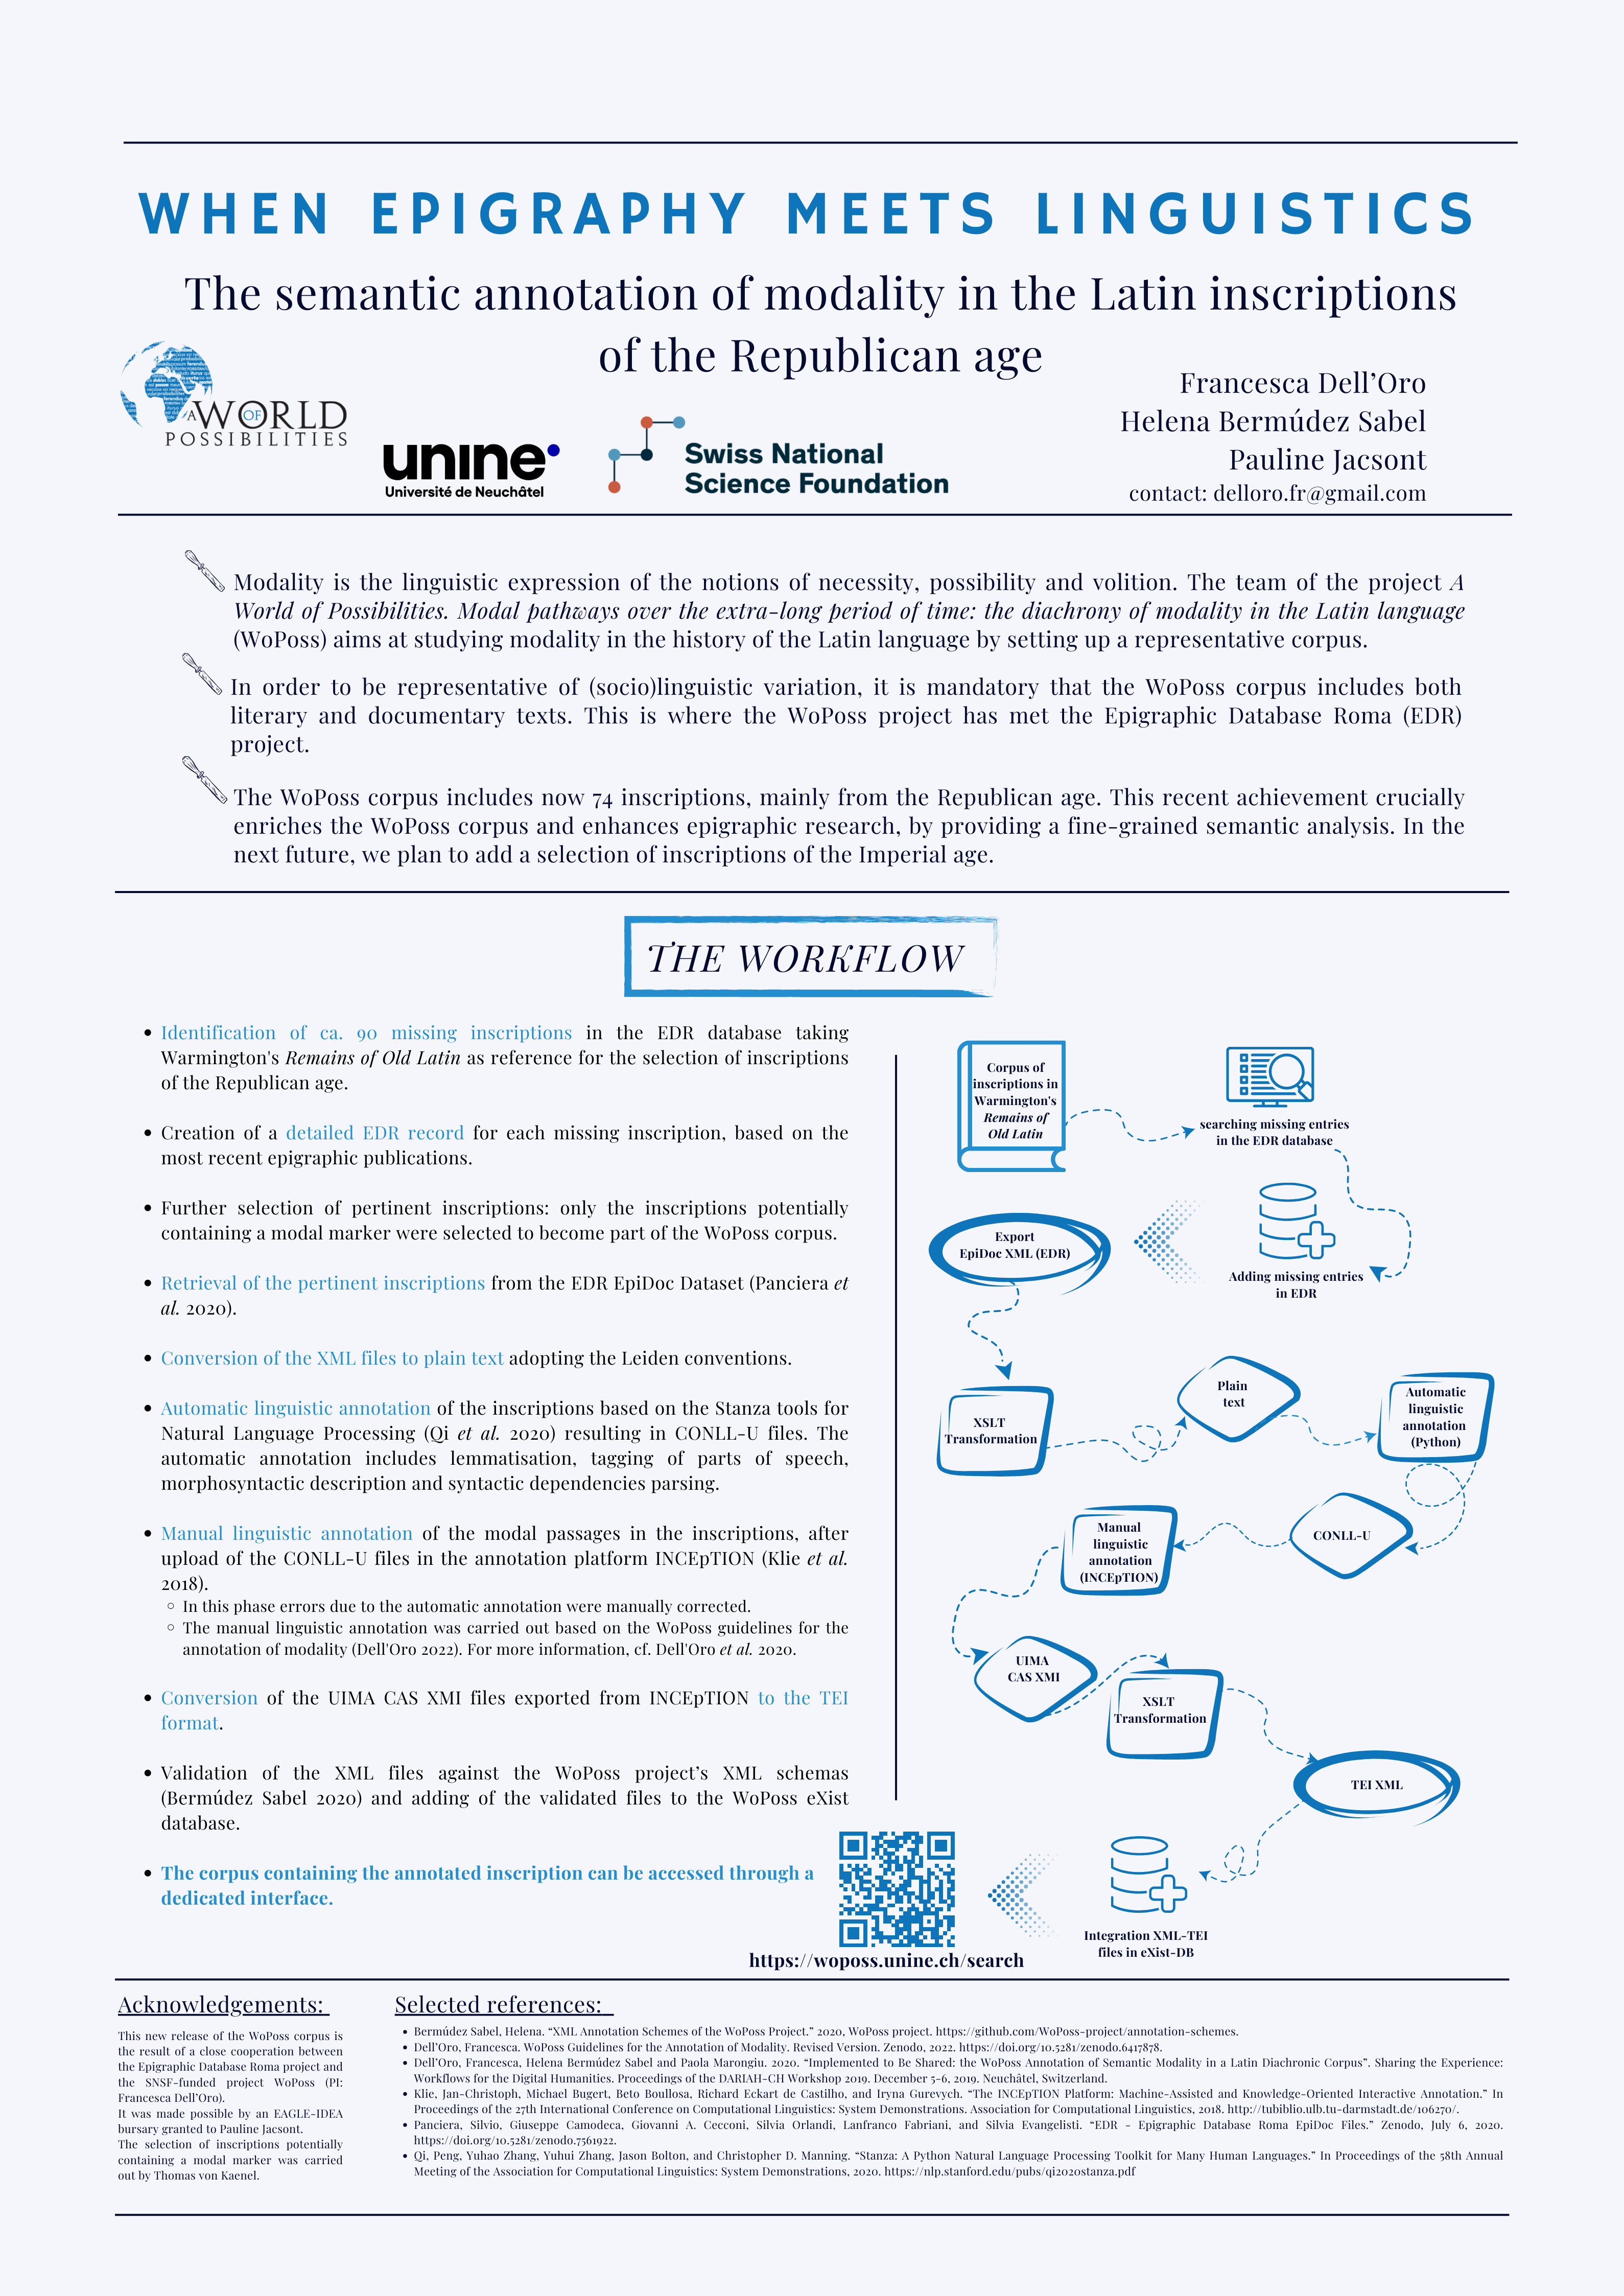 WHEN EPIGRAPHY MEETS LINGUISTICS
The semantic annotation of modality in the Latin inscriptions
of the Republican age
A WORLD OF
POSSIBILITIES
unine
Université de Neuchâtel
Swiss National
Science Foundation
Francesca Dell’Oro
Helena Bermúdez Sabel
Pauline Jacsont
contact: delloro.fr@gmail.com
Modality is the linguistic expression of the notions of necessity, possibility and volition. The team of the project A
World of Possibilities. Modal pathways over the extra-long period of time: the diachrony of modality in the Latin language
(WoPoss) aims at studying modality in the history of the Latin language by setting up a representative corpus.
In order to be representative of (socio)linguistic variation, it is mandatory that the WoPoss corpus includes both
literary and documentary texts. This is where the WoPoss project has met the Epigraphic Database Roma (EDR)
project.
The WoPoss corpus includes now 74 inscriptions, mainly from the Republican age. This recent achievement crucially
enriches the WoPoss corpus and enhances epigraphic research, by providing a fine-grained semantic analysis. In the
next future, we plan to add a selection of inscriptions of the Imperial age.
THE WORKFLOW
• Identification of ca. 90 missing inscriptions in the EDR database taking
Warmington's Remains of Old Latin as reference for the selection of inscriptions
of the Republican age.
• Creation of a detailed EDR record for each missing inscription, based on the
most recent epigraphic publications.
• Further selection of pertinent inscriptions: only the inscriptions potentially
containing a modal marker were selected to become part of the WoPoss corpus.
• Retrieval of the pertinent inscriptions from the EDR EpiDoc Dataset (Panciera et
al. 2020).
• Conversion of the XML files to plain text adopting the Leiden conventions.
• Automatic linguistic annotation of the inscriptions based on the Stanza tools for
Natural Language Processing (Qi et al. 2020) resulting in CONLL-U files. The
automatic annotation includes lemmatisation, tagging of parts of speech,
morphosyntactic description and syntactic dependencies parsing.
• Manual linguistic annotation of the modal passages in the inscriptions, after
upload of the CONLL-U files in the annotation platform INCEpTION (Klie et al.
2018).
◦ In this phase errors due to the automatic annotation were manually corrected.
◦ The manual linguistic annotation was carried out based on the WoPoss guidelines for the
annotation of modality (Dell'Oro 2022). For more information, cf. Dell'Oro et al. 2020.
• Conversion of the UIMA CAS XMI files exported from INCEpTION to the TEI
format.
• Validation of the XML files against the WoPoss project’s XML schemas
(Bermúdez Sabel 2020) and adding of the validated files to the WoPoss eXist
database.
• The corpus containing the annotated inscription can be accessed through a
dedicated interface.
Corpus of
inscriptions in
Warmington's
Remains of
Old Latin
searching missing entries
in the EDR database
Adding missing entries
in EDR
Export
EpiDoc XML (EDR)
XSLT
Transformation
Plain
text
Automatic
linguistic
annotation
(Python)
CONLL-U
Manual
linguistic
annotation
(INCEpTION)
UIMA
CAS XMI
XSLT
Transformation
TEI XML
Integration XML-TEI
files in eXist-DB
https://woposs.unine.ch/search
Acknowledgements:
This new release of the WoPoss corpus is
the result of a close cooperation between
the Epigraphic Database Roma project and
the SNSF-funded project WoPoss (PI:
Francesca Dell’Oro).
It was made possible by an EAGLE-IDEA
bursary granted to Pauline Jacsont.
The selection of inscriptions potentially
containing a modal marker was carried
out by Thomas von Kaenel.
Selected references:
• Bermúdez Sabel, Helena. “XML Annotation Schemes of the WoPoss Project.” 2020, WoPoss project. https://github.com/WoPoss-project/annotation-schemes.
• Dell’Oro, Francesca. WoPoss Guidelines for the Annotation of Modality. Revised Version. Zenodo, 2022. https://doi.org/10.5281/zenodo.6417878.
• Dell’Oro, Francesca, Helena Bermúdez Sabel and Paola Marongiu. 2020. “Implemented to Be Shared: the WoPoss Annotation of Semantic Modality in a Latin Diachronic Corpus”. Sharing the Experience:
Workflows for the Digital Humanities. Proceedings of the DARIAH-CH Workshop 2019. December 5-6, 2019. Neuchâtel, Switzerland.
• Klie, Jan-Christoph, Michael Bugert, Beto Boullosa, Richard Eckart de Castilho, and Iryna Gurevych. “The INCEpTION Platform: Machine-Assisted and Knowledge-Oriented Interactive Annotation.” In
Proceedings of the 27th International Conference on Computational Linguistics: System Demonstrations. Association for Computational Linguistics, 2018. http://tubiblio.ulb.tu-darmstadt.de/106270/.
• Panciera, Silvio, Giuseppe Camodeca, Giovanni A. Cecconi, Silvia Orlandi, Lanfranco Fabriani, and Silvia Evangelisti. “EDR - Epigraphic Database Roma EpiDoc Files.” Zenodo, July 6, 2020.
https://doi.org/10.5281/zenodo.7561922.
• Qi, Peng, Yuhao Zhang, Yuhui Zhang, Jason Bolton, and Christopher D. Manning. “Stanza: A Python Natural Language Processing Toolkit for Many Human Languages.” In Proceedings of the 58th Annual
Meeting of the Association for Computational Linguistics: System Demonstrations, 2020. https://nlp.stanford.edu/pubs/qi2020stanza.pdf